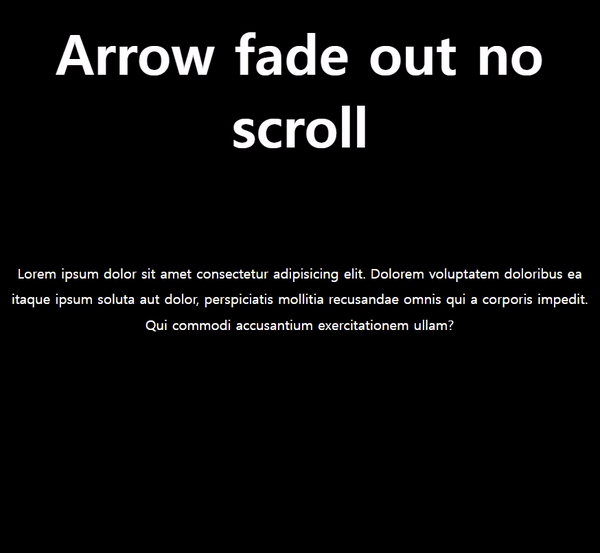 Arrow fade out no
scroll
Lorem ipsum dolor sit amet consectetur adipisicing elit. Dolorem voluptatem doloribus ea
itaque ipsum soluta aut dolor, perspiciatis mollitia recusandae omnis qui a corporis impedit.
Qui commodi accusantium exercitationem ullam?